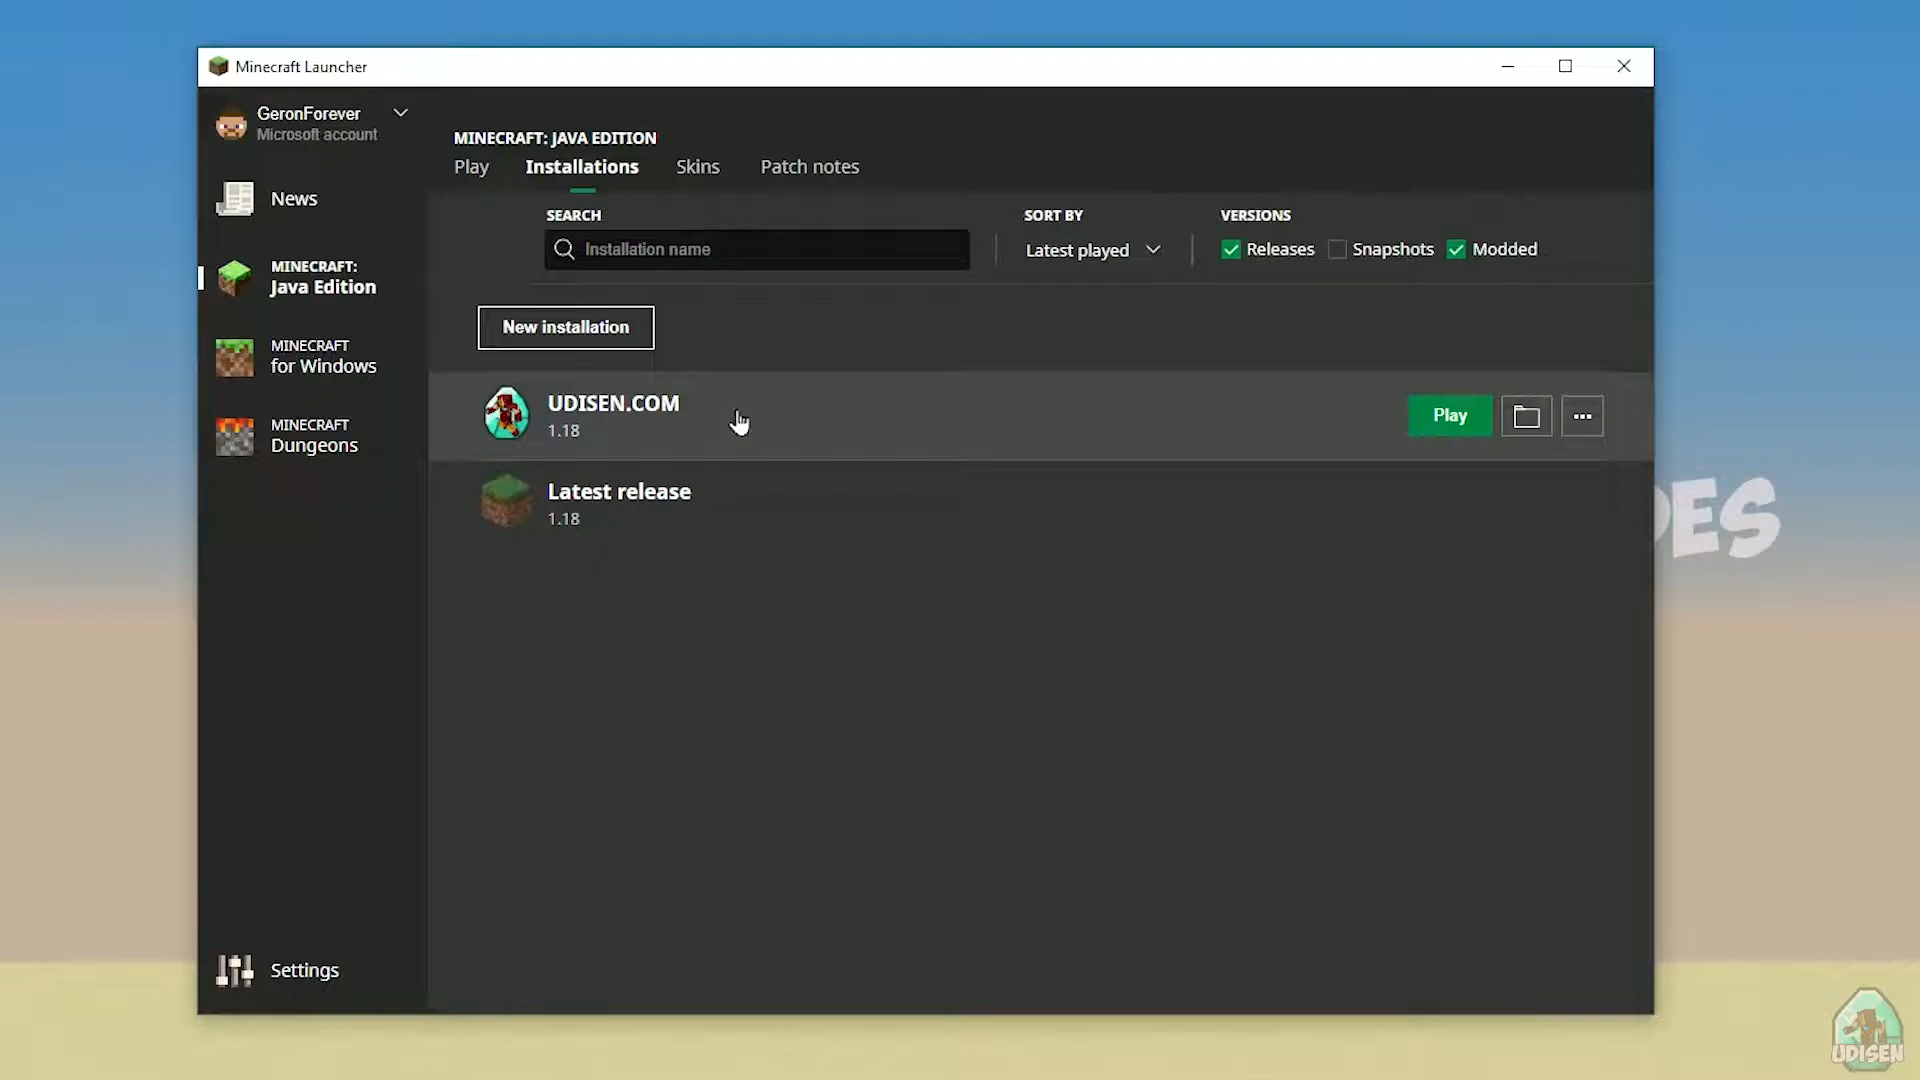 Minecraft Launcher
GeronForever
Microsoft account
News
MINECRAFT:
Java Edition
MINECRAFT
for Windows
MINECRAFT
Dungeons
Settings
MINECRAFT: JAVA EDITION
Play Installations Skins Patch notes
SEARCH SORT BY VERSIONS
Installation name Latest played Releases Snapshots Modded
New installation
UDISEN.COM
1.18
Play
Latest release
1.18
UDISEN